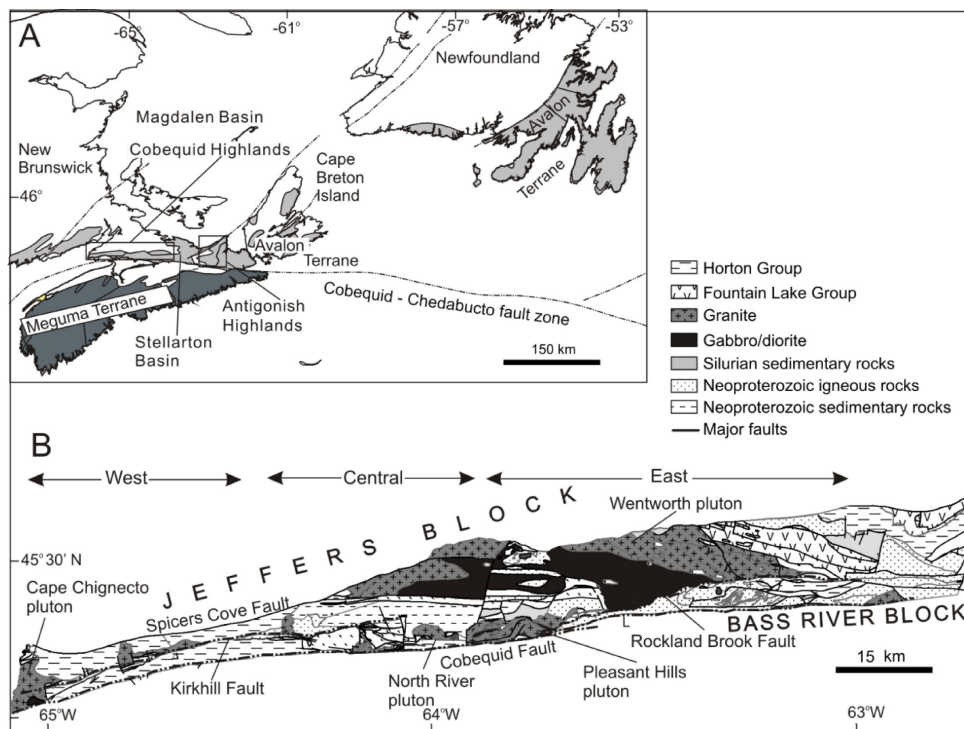 A
-65°
-61°
-57°
-53°
Newfoundland
Magdalen Basin
New
Brunswick
Cobequid Highlands
Cape
Breton
Island
Avalon
Terrane
46°
Avalon
Terrane
Meguma Terrane
Antigonish
Highlands
Stellarton
Basin
Cobequid - Chedabucto fault zone
150 km
Horton Group
Fountain Lake Group
Granite
Gabbro/diorite
Silurian sedimentary rocks
Neoproterozoic igneous rocks
Neoproterozoic sedimentary rocks
Major faults
B
West
Central
East
JEFFERS BLOCK
Wentworth pluton
45°30' N
Cape Chignecto
pluton
Spicers Cove Fault
BASS RIVER BLOCK
Rockland Brook Fault
Kirkhill Fault
North River
pluton
Cobequid Fault
Pleasant Hills
pluton
15 km
65°W
64°W
63°W